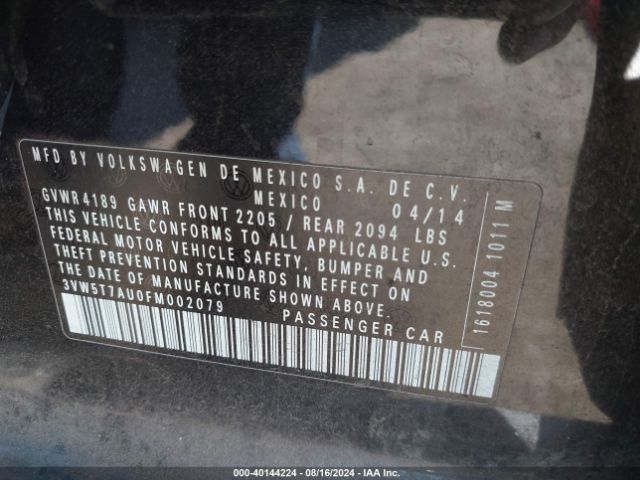 MFD BY VOLKSWAGEN DE MEXICO S.A. DE C.V.
MEXICO 04/14
GVWR4189 GAWR FRONT 2205 / REAR 2094 LBS
THIS VEHICLE CONFORMS TO ALL APPLICABLE U.S.
FEDERAL MOTOR VEHICLE SAFETY, BUMPER AND
THEFT PREVENTION STANDARDS IN EFFECT ON
THE DATE OF MANUFACTURE SHOWN ABOVE.
3VW5T7AU0FM002079 PASSENGER CAR
1618004 1011 M
000-40144224 | 08/16/2024 | IAA Inc.